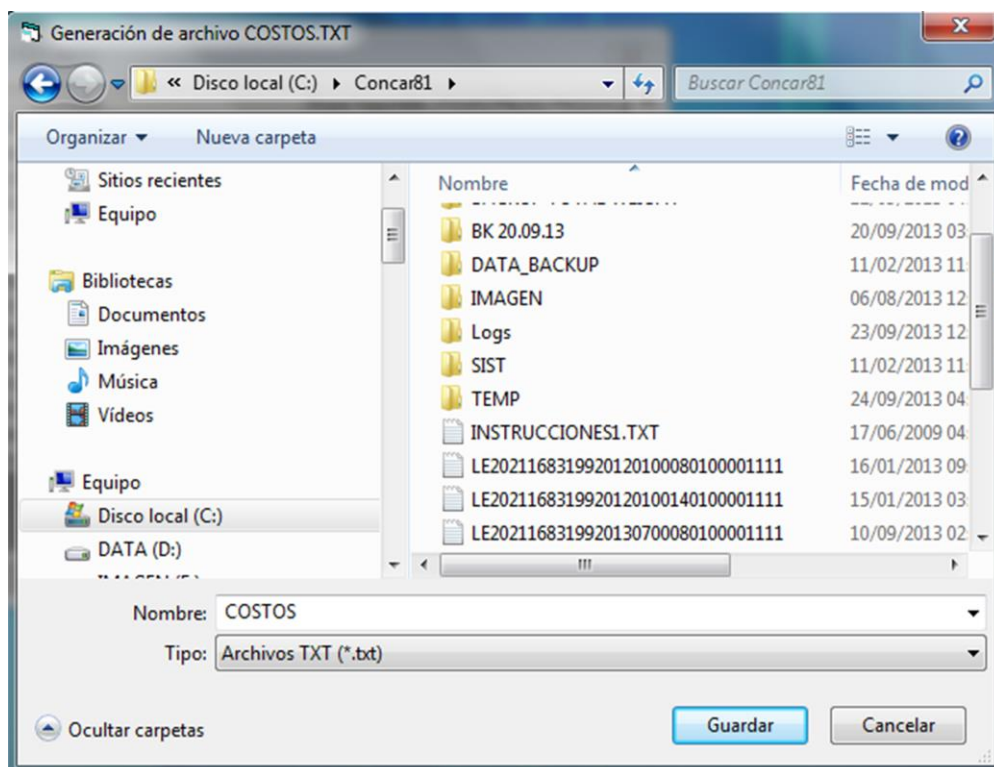 Generación de archivo COSTOS.TXT
« Disco local (C:) Concar81
Buscar Concar81
Organizar Nueva carpeta
Sitios recientes
Equipo
Bibliotecas
Documentos
Imágenes
Música
Vídeos
Equipo
Disco local (C:)
DATA (D:)
Nombre Fecha de mod
BK 20.09.13 20/09/2013 03:
DATA_BACKUP 11/02/2013 11:
IMAGEN 06/08/2013 12:
Logs 23/09/2013 12:
SIST 11/02/2013 11:
TEMP 24/09/2013 04:
INSTRUCCIONES1.TXT 17/06/2009 04:
LE2021168319920120100080100001111 16/01/2013 09:
LE2021168319920120100140100001111 15/01/2013 03:
LE2021168319920130700080100001111 10/09/2013 02:
Nombre: COSTOS
Tipo: Archivos TXT (*.txt)
Ocultar carpetas
Guardar Cancelar